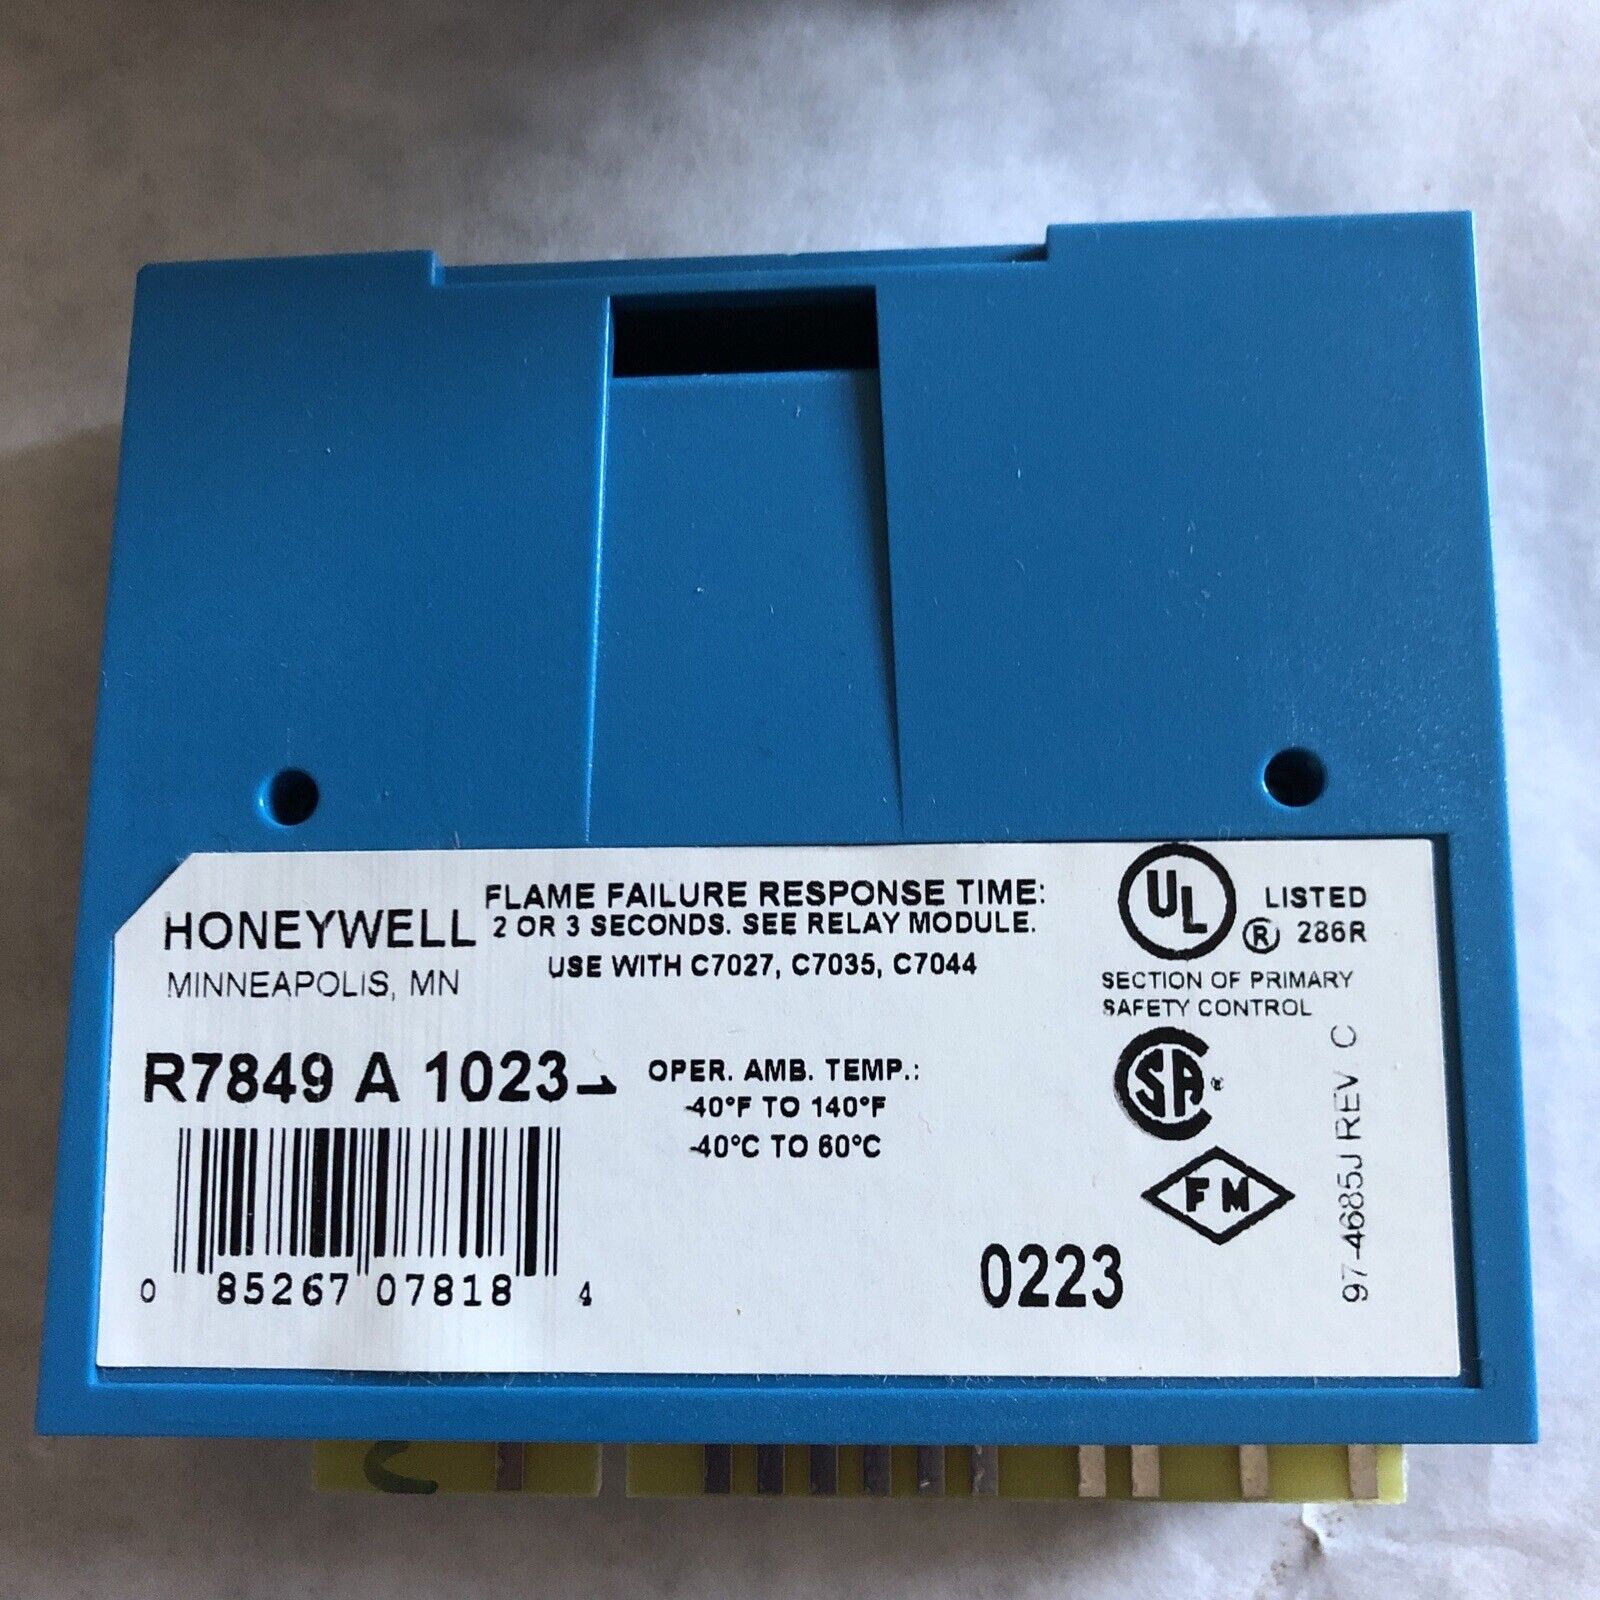 HONEYWELL
MINNEAPOLIS, MN
FLAME FAILURE RESPONSE TIME:
2 OR 3 SECONDS. SEE RELAY MODULE.
USE WITH C7027, C7035, C7044
R7849 A 1023
OPER. AMB. TEMP.:
-40°F TO 140°F
-40°C TO 60°C
0 85267 07818 4
UL
LISTED
® 286R
SECTION OF PRIMARY
SAFETY CONTROL
SA
FM
0223
97-4685J REV C